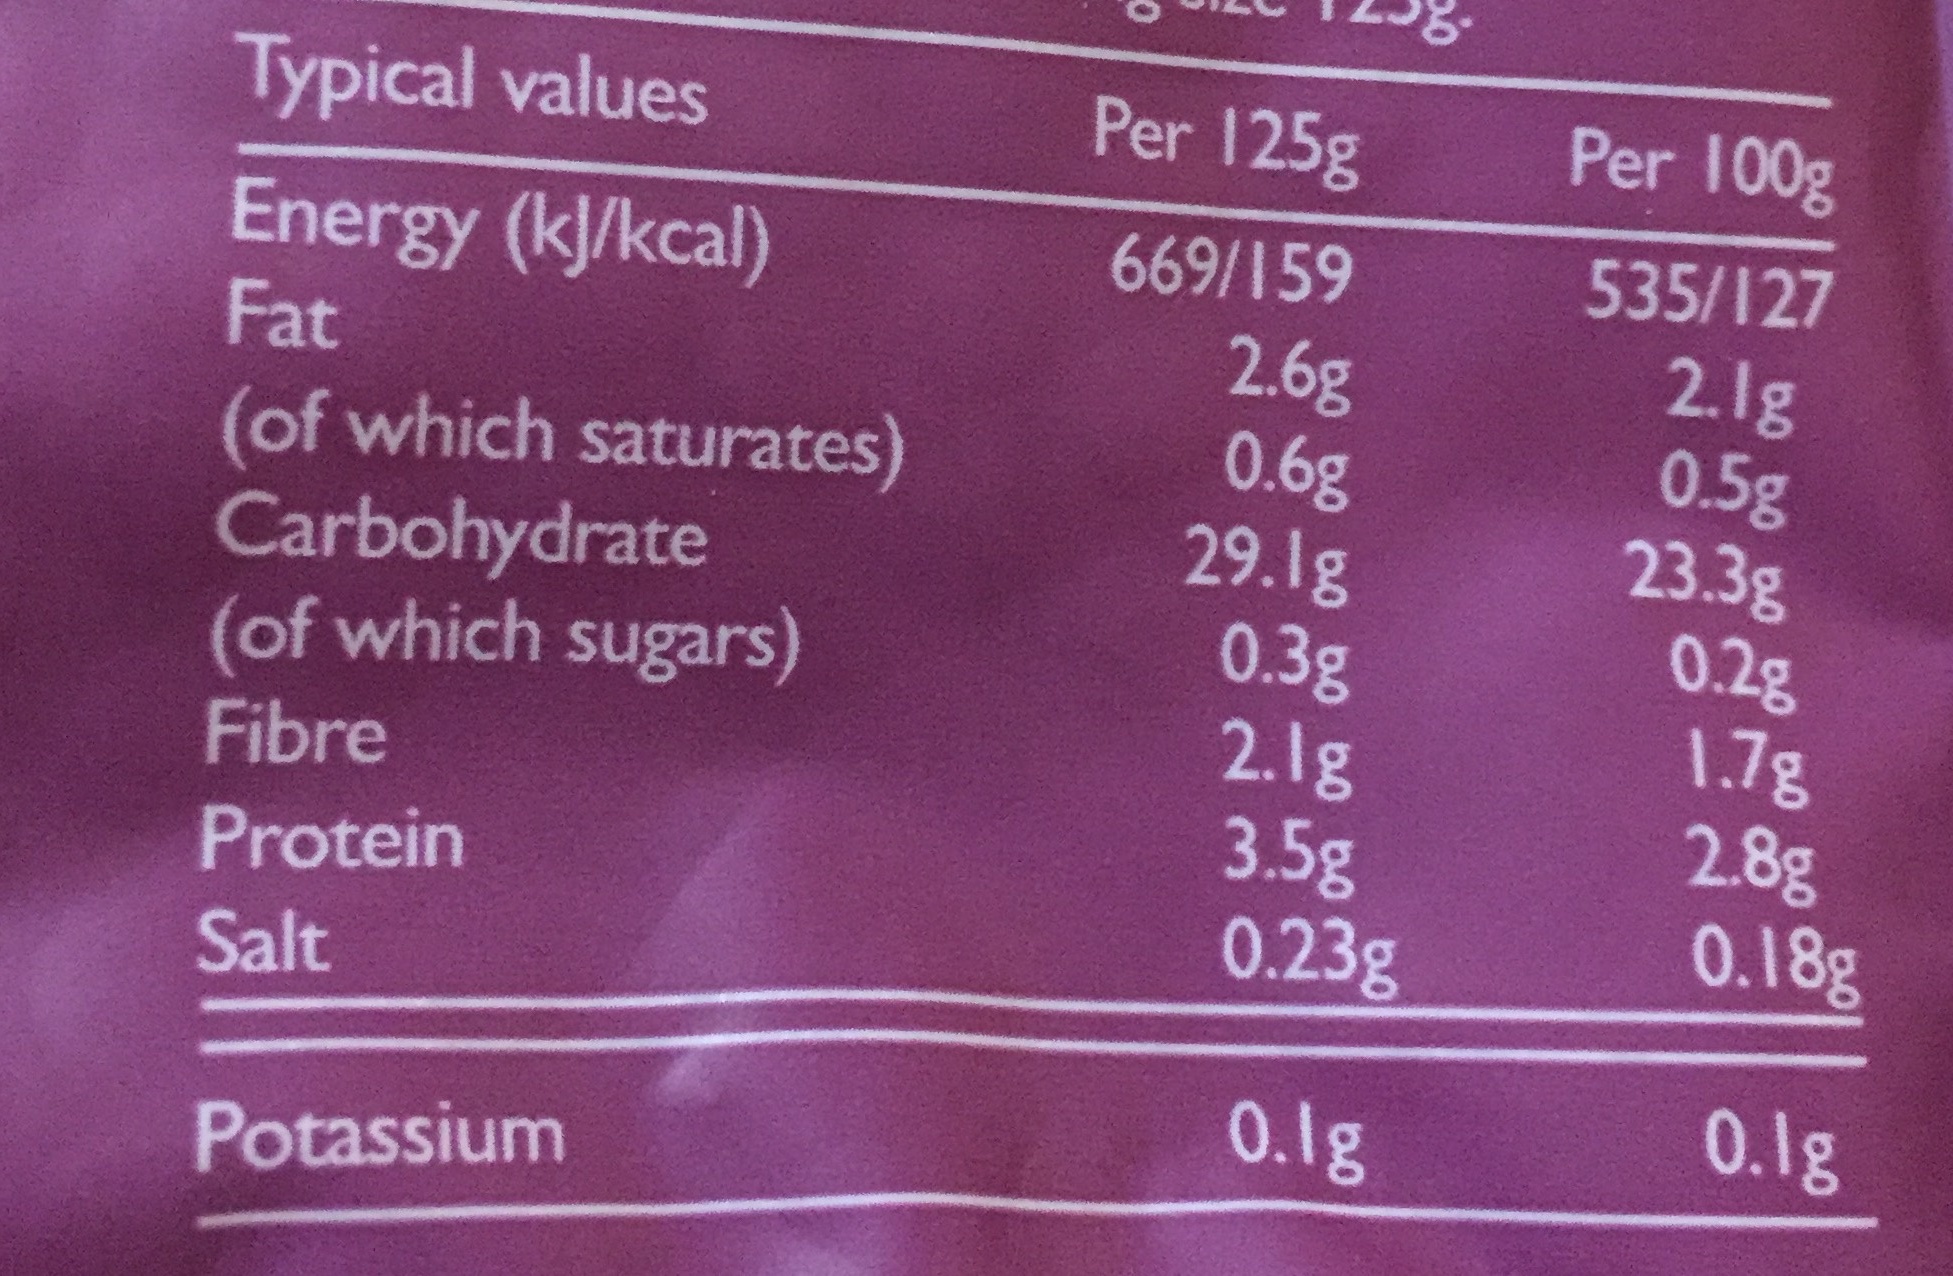 size 125g.
Typical values Per 125g Per 100g
Energy (kJ/kcal) 669/159 535/127
Fat 2.6g 2.1g
(of which saturates) 0.6g 0.5g
Carbohydrate 29.1g 23.3g
(of which sugars) 0.3g 0.2g
Fibre 2.1g 1.7g
Protein 3.5g 2.8g
Salt 0.23g 0.18g
Potassium 0.1g 0.1g